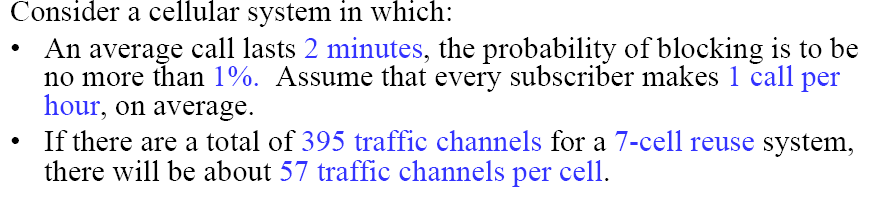 Consider a cellular system in which:
• An average call lasts 2 minutes, the probability of blocking is to be
no more than 1%. Assume that every subscriber makes 1 call per
hour, on average.
• If there are a total of 395 traffic channels for a 7-cell reuse system,
there will be about 57 traffic channels per cell.